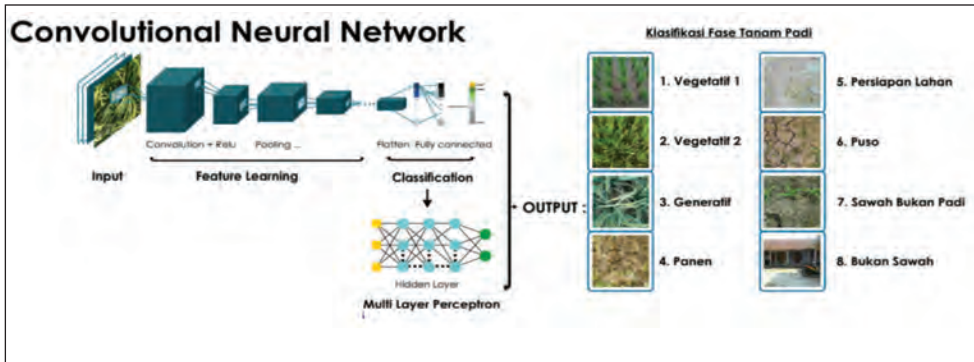 Convolutional Neural Network
Convolution + Relu
Pooling ...
Flatten
Fully connected
Input
Feature Learning
Classification
Hidden Layer
Multi Layer Perceptron
OUTPUT :
Klasifikasi Fase Tanam Padi
1. Vegetatif 1
2. Vegetatif 2
3. Generatif
4. Panen
5. Persiapan Lahan
6. Puso
7. Sawah Bukan Padi
8. Bukan Sawah